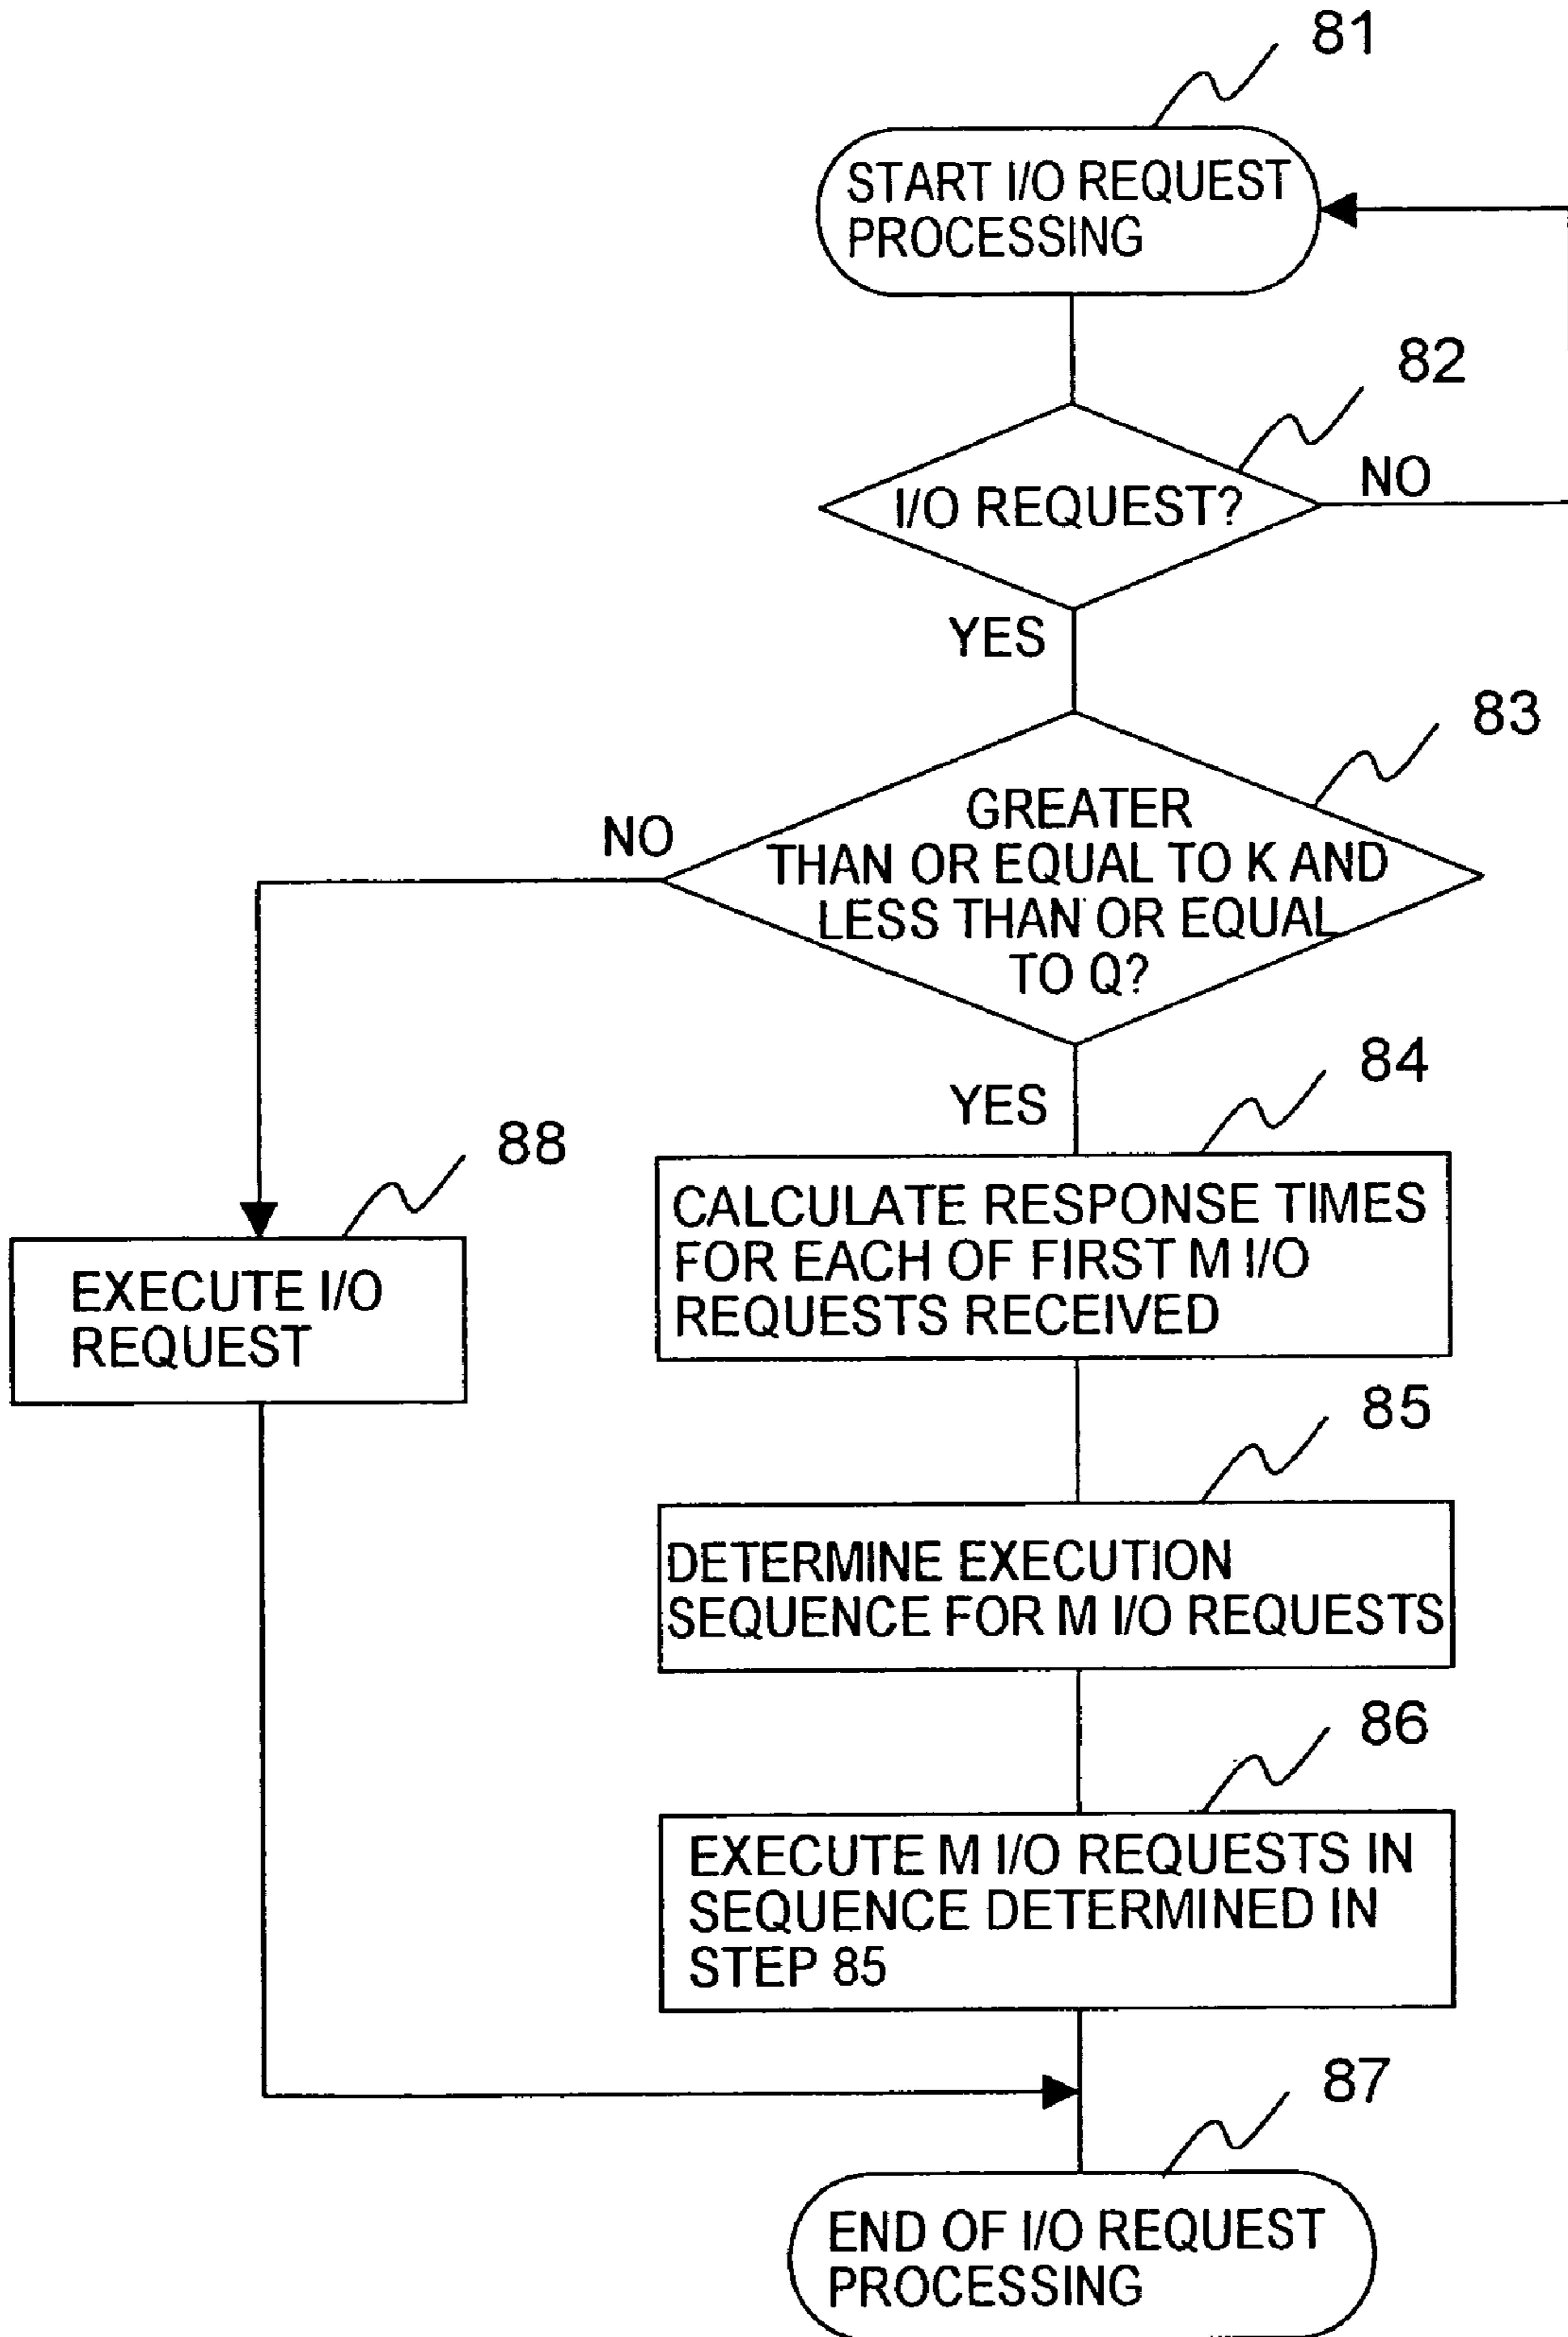 81
START I/O REQUEST
PROCESSING
82
I/O REQUEST?
NO
YES
83
GREATER
THAN OR EQUAL TO K AND
LESS THAN OR EQUAL
TO Q?
NO
YES
84
CALCULATE RESPONSE TIMES
FOR EACH OF FIRST M I/O
REQUESTS RECEIVED
88
EXECUTE I/O
REQUEST
85
DETERMINE EXECUTION
SEQUENCE FOR M I/O REQUESTS
86
EXECUTE M I/O REQUESTS IN
SEQUENCE DETERMINED IN
STEP 85
87
END OF I/O REQUEST
PROCESSING